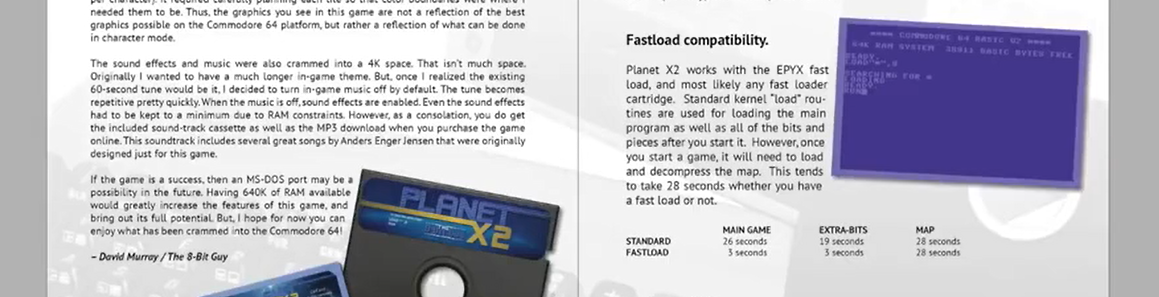 needed them to be. Thus, the graphics you see in this game are not a reflection of the best
graphics possible on the Commodore 64 platform, but rather a reflection of what can be done
in character mode.
The sound effects and music were also crammed into a 4K space. That isn't much space.
Originally I wanted to have a much longer in-game theme. But, once I realized the existing
60-second tune would be it, I decided to turn in-game music off by default. The tune becomes
repetitive pretty quickly. When the music is off, sound effects are enabled. Even the sound effects
had to be kept to a minimum due to RAM constraints. However, as a consolation, you do get
the included sound-track cassette as well as the MP3 download when you purchase the game
online. This soundtrack includes several great songs by Anders Enger Jensen that were originally
designed just for this game.
If the game is a success, then an MS-DOS port may be a
possibility in the future. Having 640K of RAM available
would greatly increase the features of this game, and
bring out its full potential. But, I hope for now you can
enjoy what has been crammed into the Commodore 64!
– David Murray / The 8-Bit Guy
PLANET
X2
Fastload compatibility.
Planet X2 works with the EPYX fast
load, and most likely any fast loader
cartridge. Standard kernel "load" rou-
tines are used for loading the main
program as well as all of the bits and
pieces after you start it. However, once
you start a game, it will need to load
and decompress the map. This tends
to take 28 seconds whether you have
a fast load or not.
**** COMMODORE 64 BASIC V2 ****
64K RAM SYSTEM 38911 BASIC BYTES FREE
READY.
LOAD"*",8
SEARCHING FOR *
LOADING
READY.
RUN
MAIN GAME EXTRA-BITS MAP
STANDARD 26 seconds 19 seconds 28 seconds
FASTLOAD 3 seconds 3 seconds 28 seconds